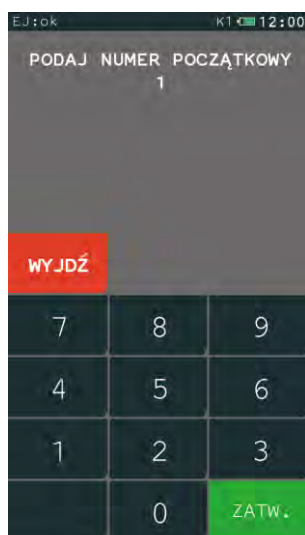 EJ:ok K1 12:00
PODAJ NUMER POCZĄTKOWY
1
WYJDŹ
7 8 9
4 5 6
1 2 3
0 ZATW.